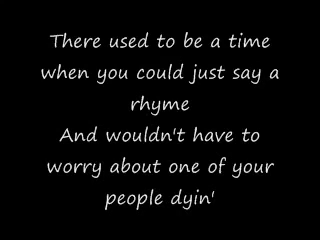 There used to be a time
when you could just say a
rhyme
And wouldn't have to
worry about one of your
people dyin'